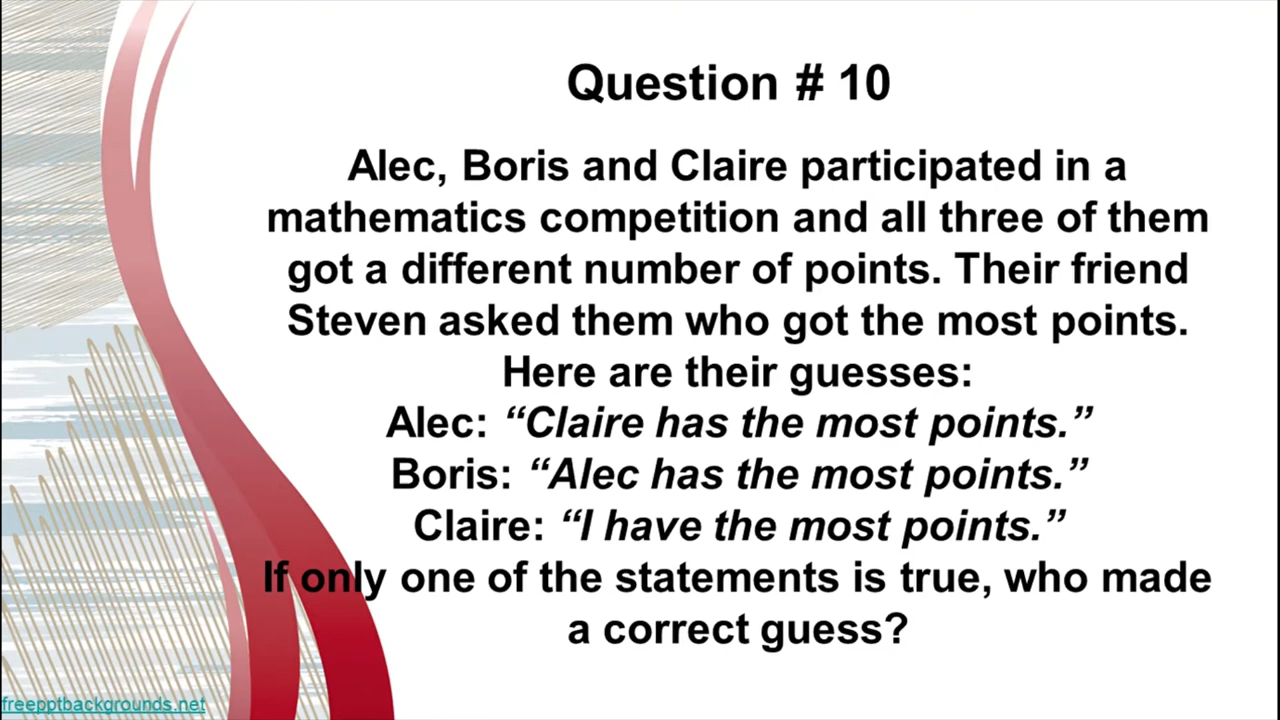 Question # 10
Alec, Boris and Claire participated in a
mathematics competition and all three of them
got a different number of points. Their friend
Steven asked them who got the most points.
Here are their guesses:
Alec: “Claire has the most points.”
Boris: “Alec has the most points.”
Claire: “I have the most points.”
If only one of the statements is true, who made
a correct guess?
freepptbackgrounds.net